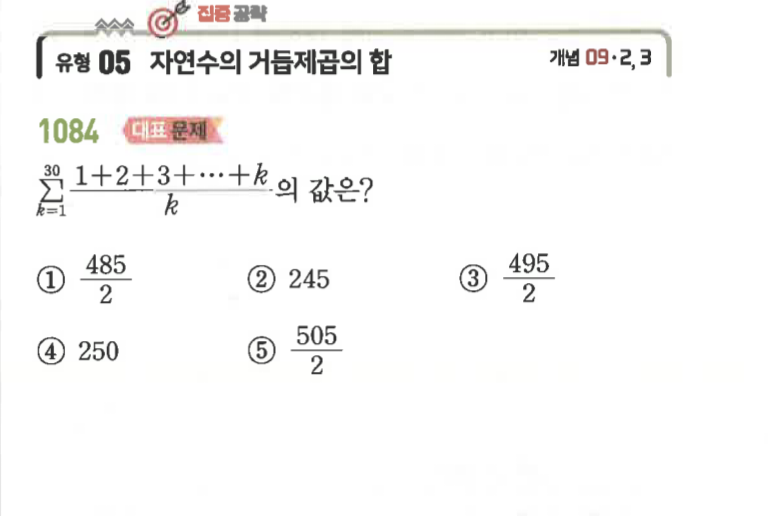 집중 공략
유형 05 자연수의 거듭제곱의 합 개념 09·2, 3
1084 대표 문제
$\sum_{k=1}^{30} \frac{1+2+3+\cdots+k}{k}$의 값은?
① $\frac{485}{2}$ ② 245 ③ $\frac{495}{2}$
④ 250 ⑤ $\frac{505}{2}$